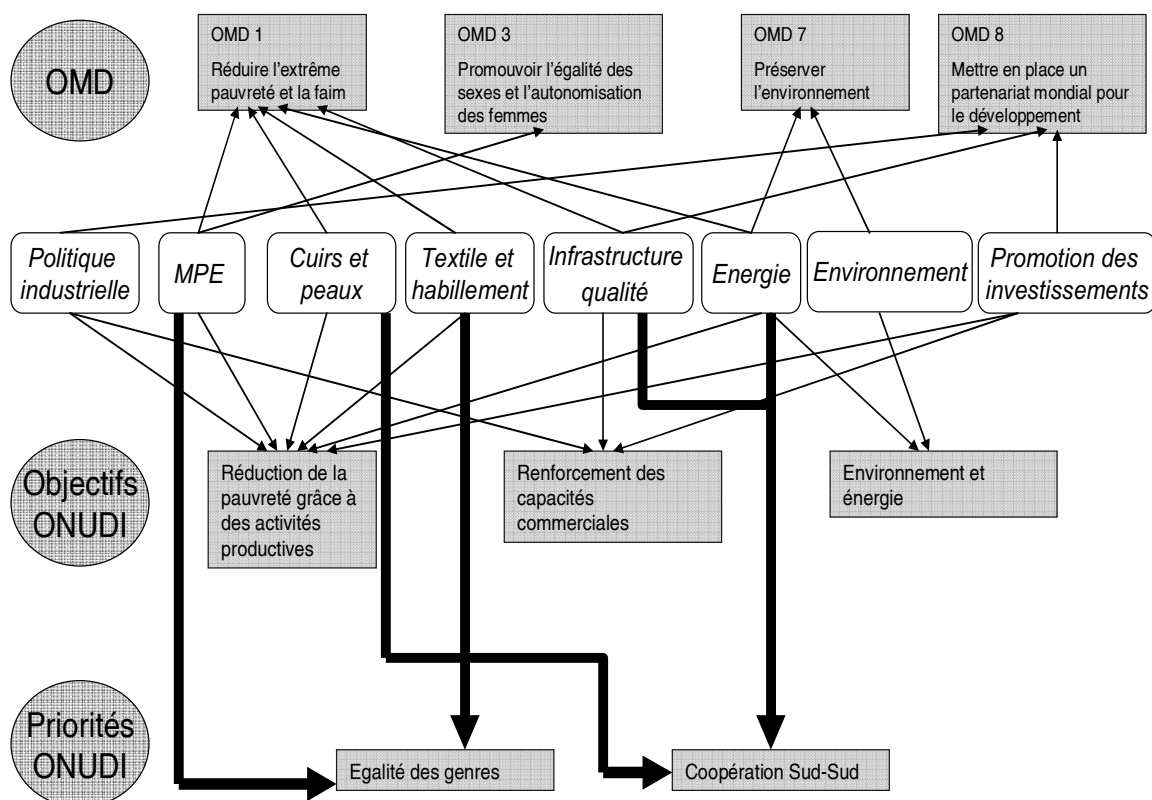 OMD
OMD 1
Réduire l'extrême
pauvreté et la faim
OMD 3
Promouvoir l'égalité des
sexes et l'autonomisation
des femmes
OMD 7
Préserver
l'environnement
OMD 8
Mettre en place un
partenariat mondial pour
le développement
Politique
industrielle
MPE
Cuirs et
peaux
Textile et
habillement
Infrastructure
qualité
Energie
Environnement
Promotion des
investissements
Objectifs
ONUDI
Réduction de la
pauvreté grâce à
des activités
productives
Renforcement des
capacités
commerciales
Environnement et
énergie
Priorités
ONUDI
Egalité des genres
Coopération Sud-Sud